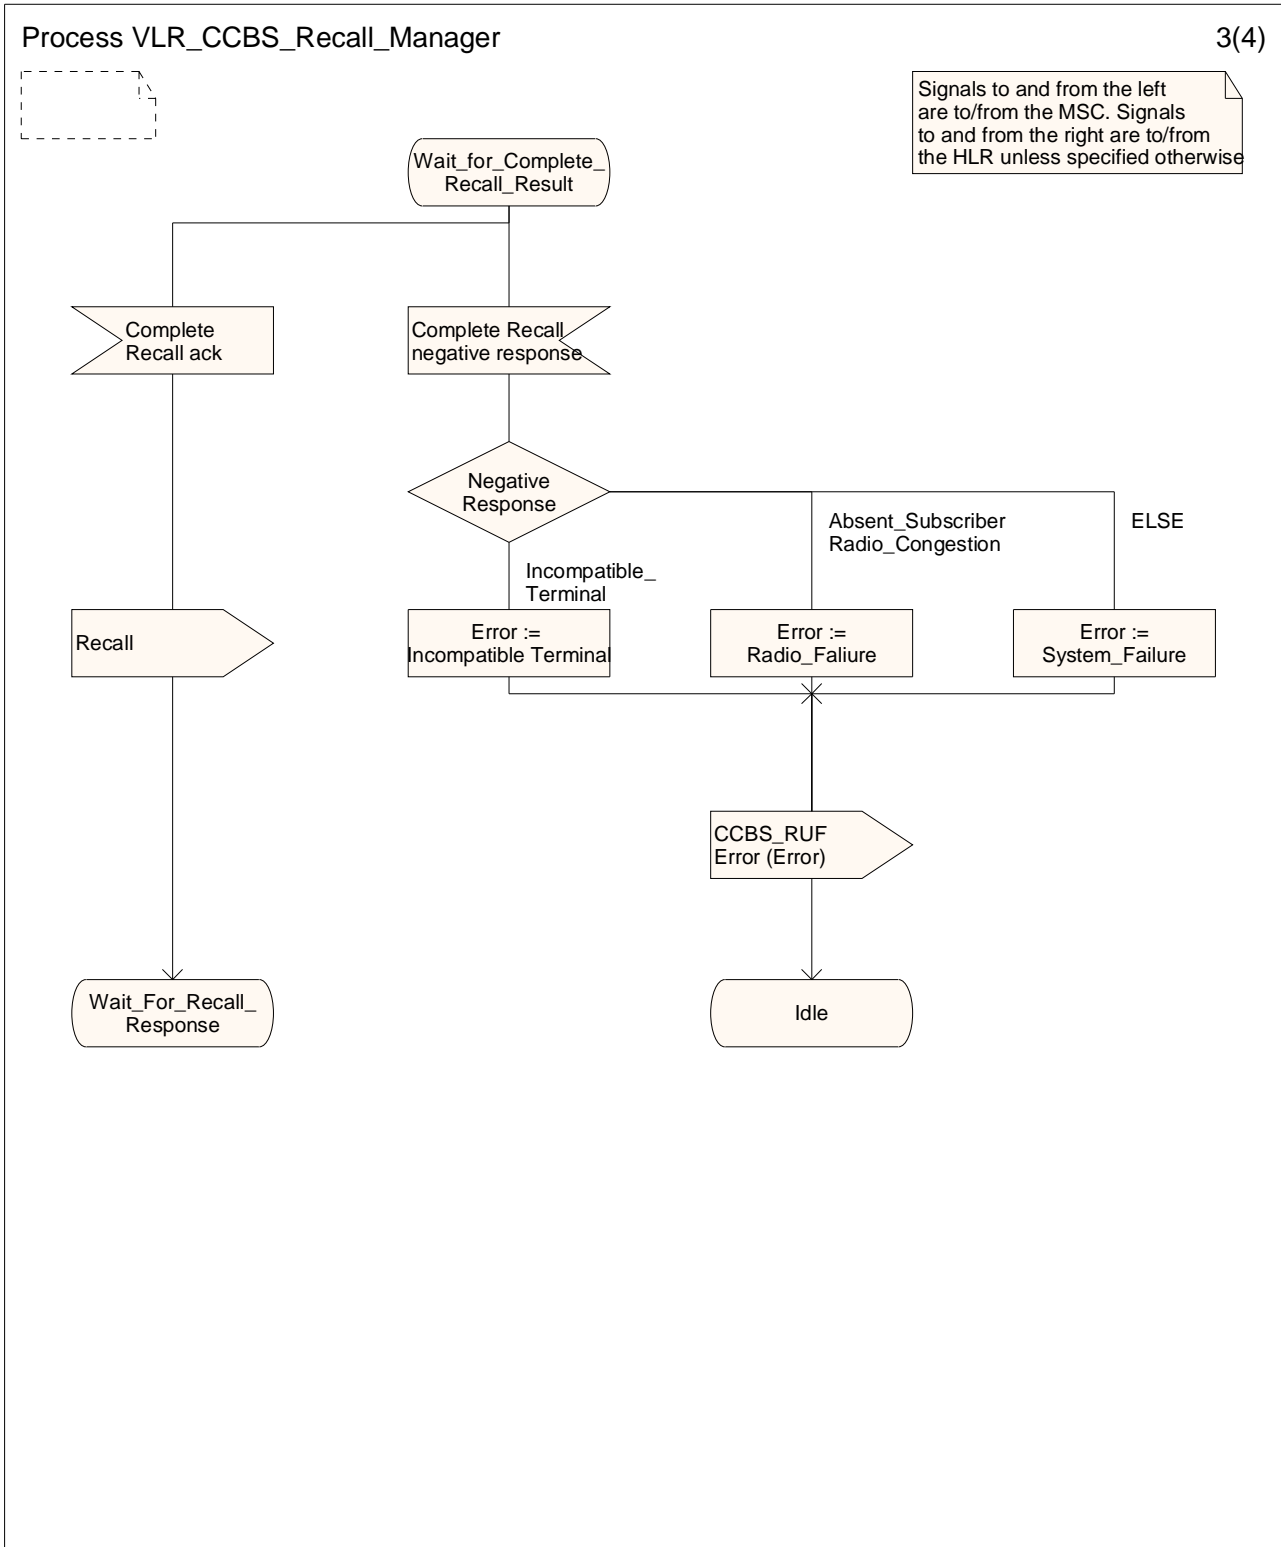 Process VLR_CCBS_Recall_Manager
3(4)
Signals to and from the left
are to/from the MSC. Signals
to and from the right are to/from
the HLR unless specified otherwise
Wait_for_Complete_
Recall_Result
Complete
Recall ack
Complete Recall
negative response
Negative
Response
Absent_Subscriber
Radio_Congestion
ELSE
Incompatible_
Terminal
Recall
Error :=
Incompatible Terminal
Error :=
Radio_Faliure
Error :=
System_Failure
CCBS_RUF
Error (Error)
Wait_For_Recall_
Response
Idle